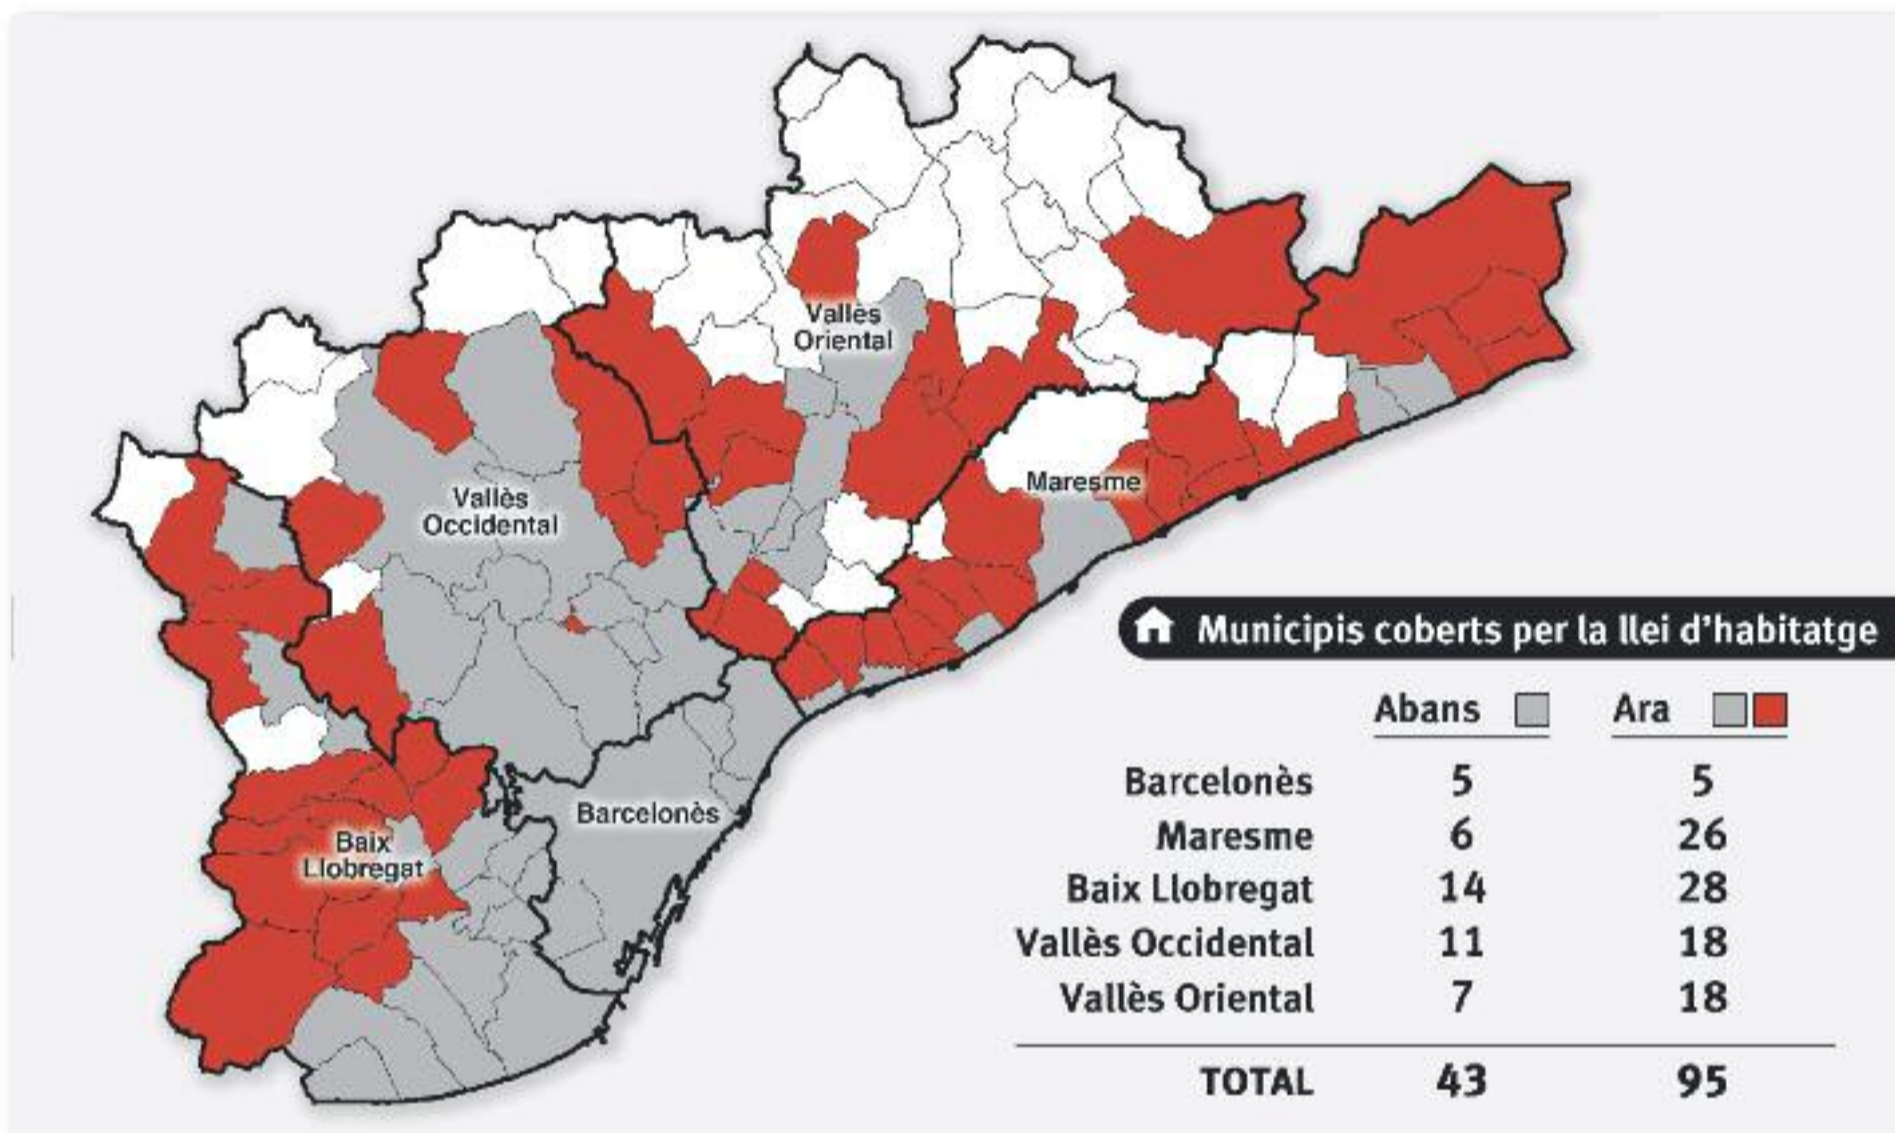 Vallès
Oriental
Vallès
Occidental
Maresme
Barcelonès
Baix
Llobregat
Municipis coberts per la llei d'habitatge
Abans Ara
Barcelonès 5 5
Maresme 6 26
Baix Llobregat 14 28
Vallès Occidental 11 18
Vallès Oriental 7 18
TOTAL 43 95